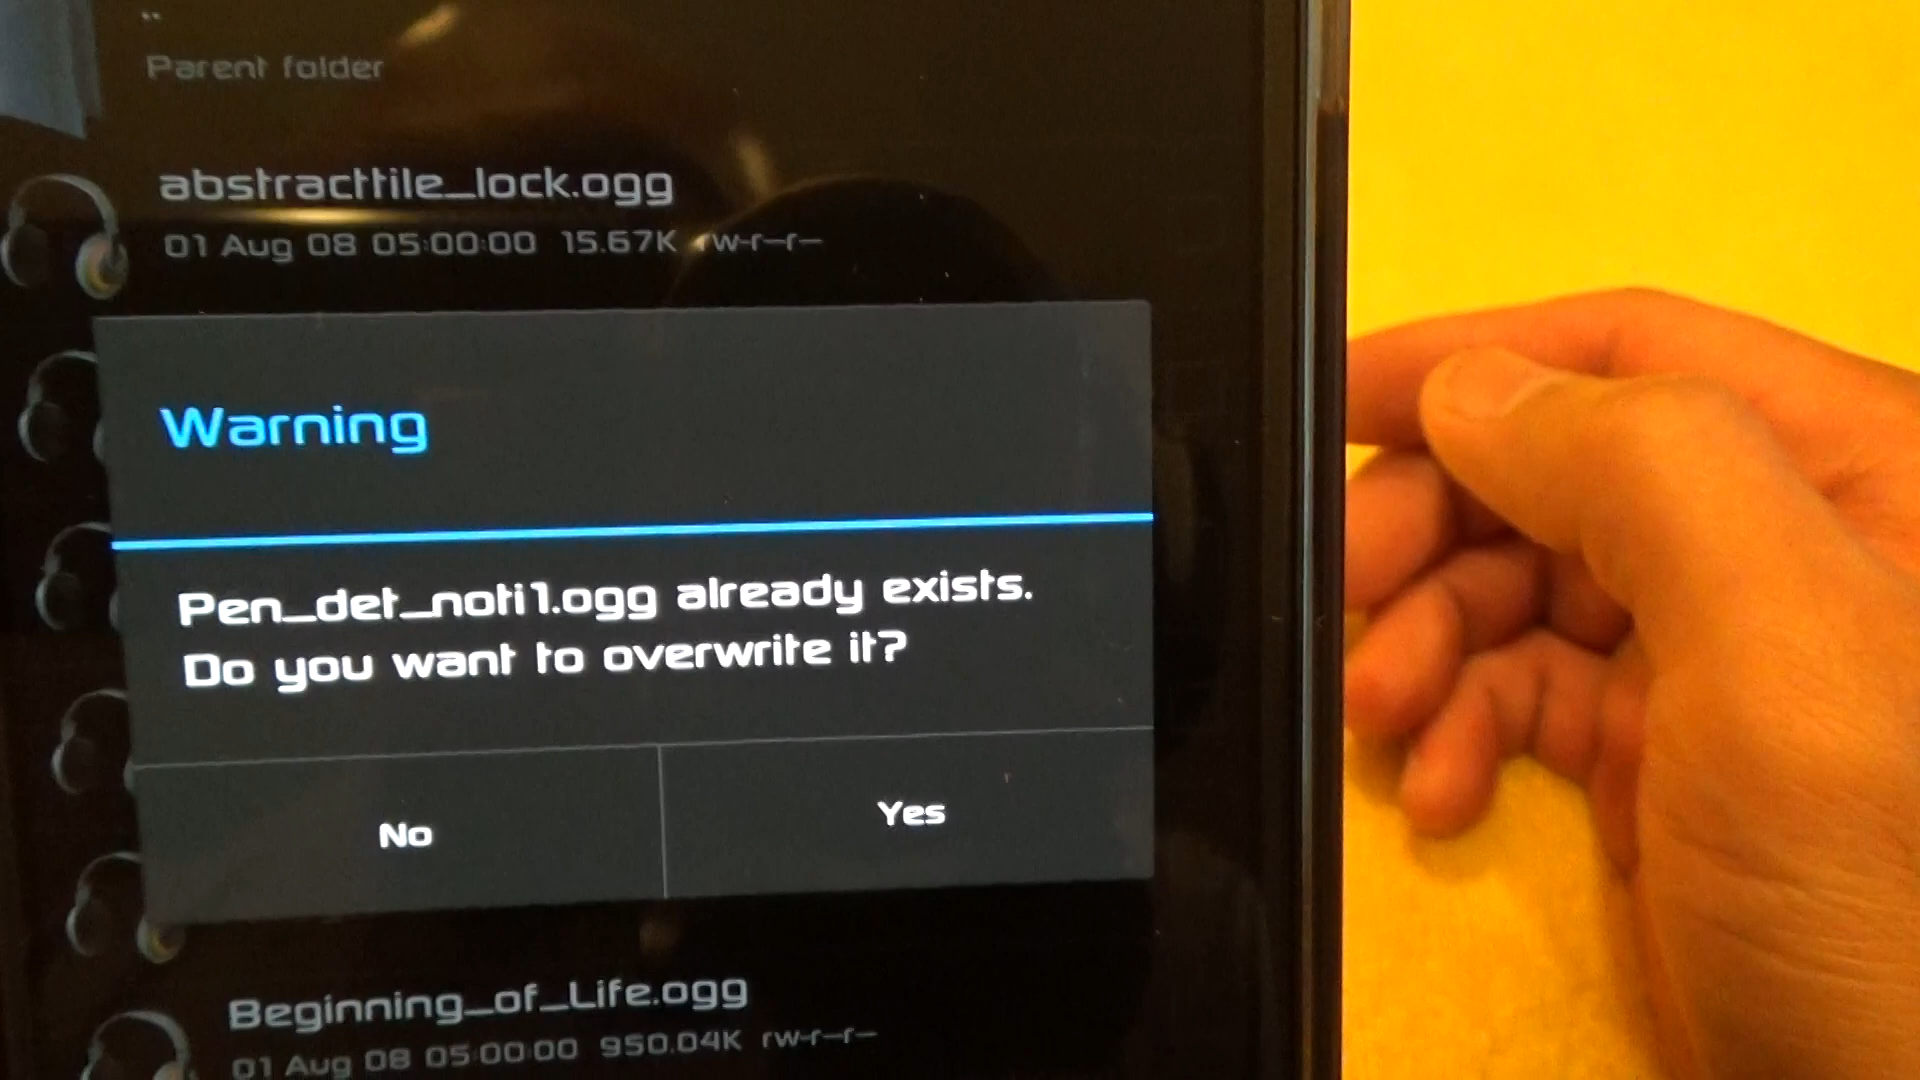 ..
Parent folder
abstracttile_lock.ogg
01 Aug 08 05:00:00 15.67K rw-r--r--
Warning
Pen_det_noti1.ogg already exists.
Do you want to overwrite it?
No
Yes
Beginning_of_Life.ogg
01 Aug 08 05:00:00 950.04K rw-r--r--